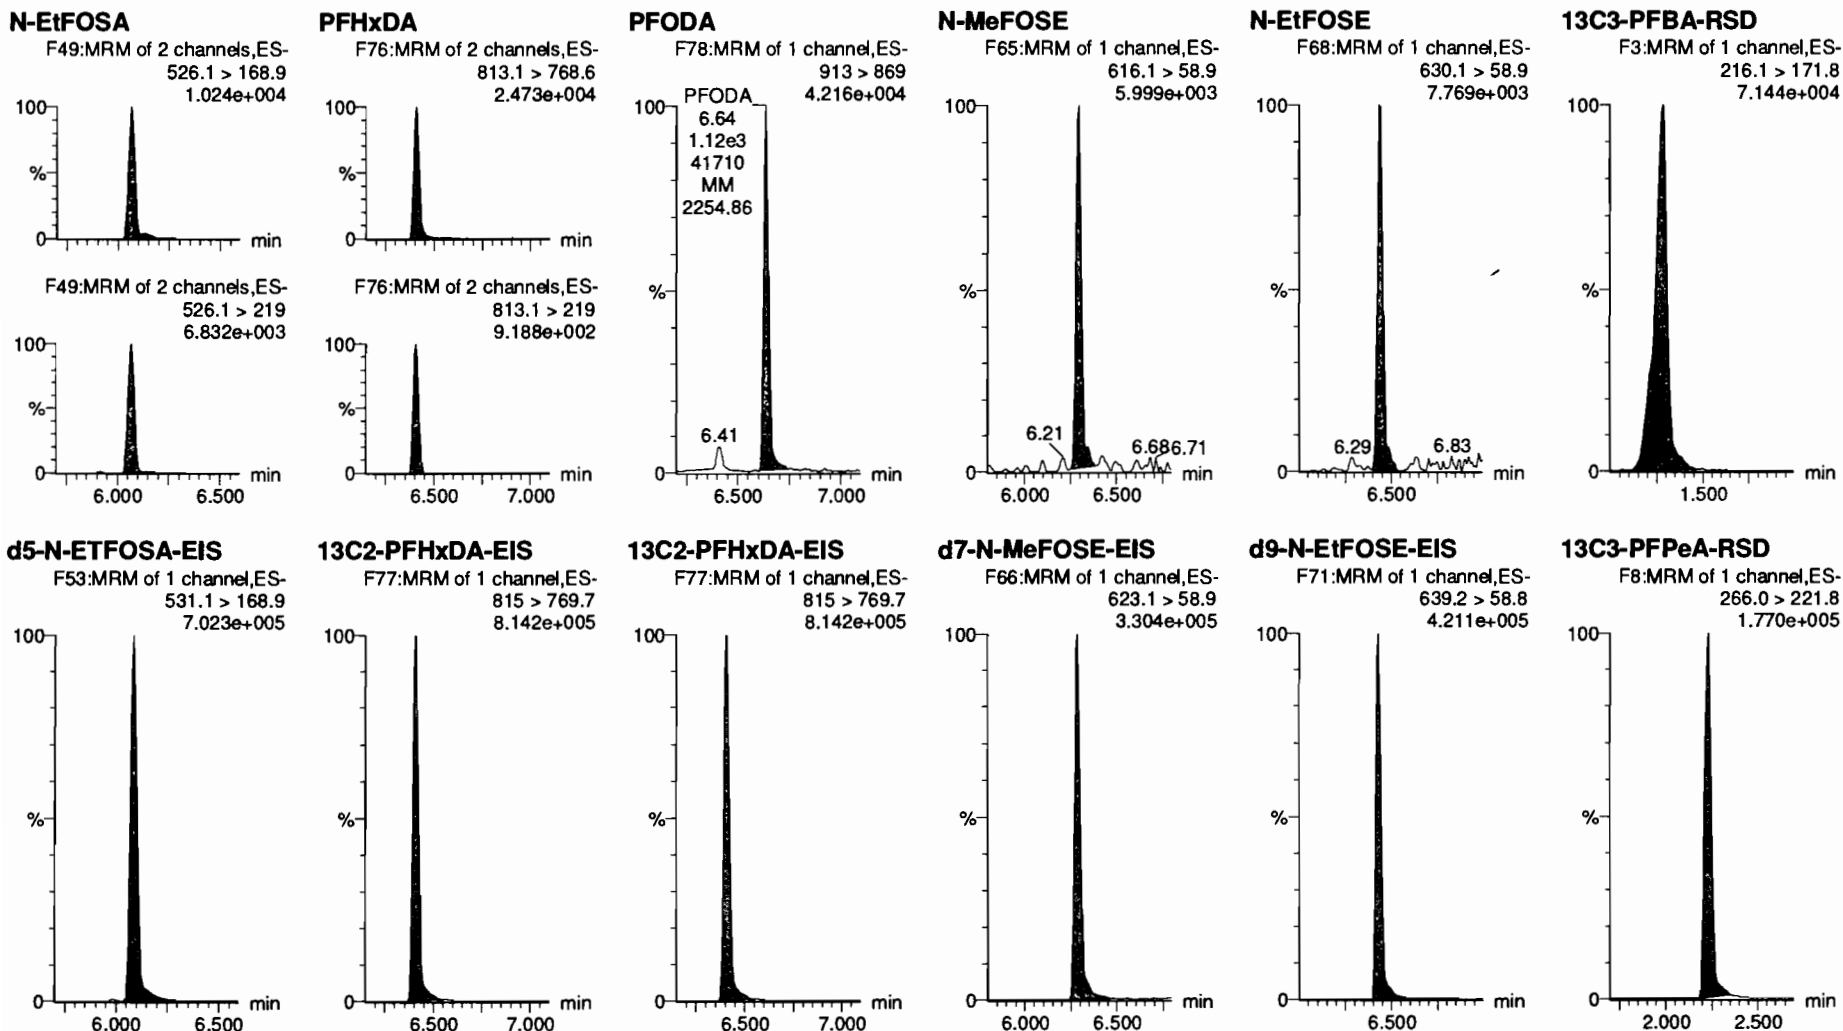 N-EtFOSA
F49:MRM of 2 channels,ES-
526.1 > 168.9
1.024e+004
100
%
0
min
F49:MRM of 2 channels,ES-
526.1 > 219
6.832e+003
100
%
0
min
6.000
6.500
PFHxDA
F76:MRM of 2 channels,ES-
813.1 > 768.6
2.473e+004
100
%
0
min
F76:MRM of 2 channels,ES-
813.1 > 219
9.188e+002
100
%
0
min
6.500
7.000
PFODA
F78:MRM of 1 channel,ES-
913 > 869
4.216e+004
100
PFODA
6.64
1.12e3
41710
MM
2254.86
%
6.41
0
min
6.500
7.000
N-MeFOSE
F65:MRM of 1 channel,ES-
616.1 > 58.9
5.999e+003
100
%
6.21
6.68
6.71
0
min
6.000
6.500
N-EtFOSE
F68:MRM of 1 channel,ES-
630.1 > 58.9
7.769e+003
100
%
6.29
6.83
0
min
6.500
13C3-PFBA-RSD
F3:MRM of 1 channel,ES-
216.1 > 171.8
7.144e+004
100
%
0
min
1.500
d5-N-ETFOSA-EIS
F53:MRM of 1 channel,ES-
531.1 > 168.9
7.023e+005
100
%
0
min
6.000
6.500
13C2-PFHxDA-EIS
F77:MRM of 1 channel,ES-
815 > 769.7
8.142e+005
100
%
0
min
6.500
7.000
13C2-PFHxDA-EIS
F77:MRM of 1 channel,ES-
815 > 769.7
8.142e+005
100
%
0
min
6.500
7.000
d7-N-MeFOSE-EIS
F66:MRM of 1 channel,ES-
623.1 > 58.9
3.304e+005
100
%
0
min
6.000
6.500
d9-N-EtFOSE-EIS
F71:MRM of 1 channel,ES-
639.2 > 58.8
4.211e+005
100
%
0
min
6.500
13C3-PFPeA-RSD
F8:MRM of 1 channel,ES-
266.0 > 221.8
1.770e+005
100
%
0
min
2.000
2.500